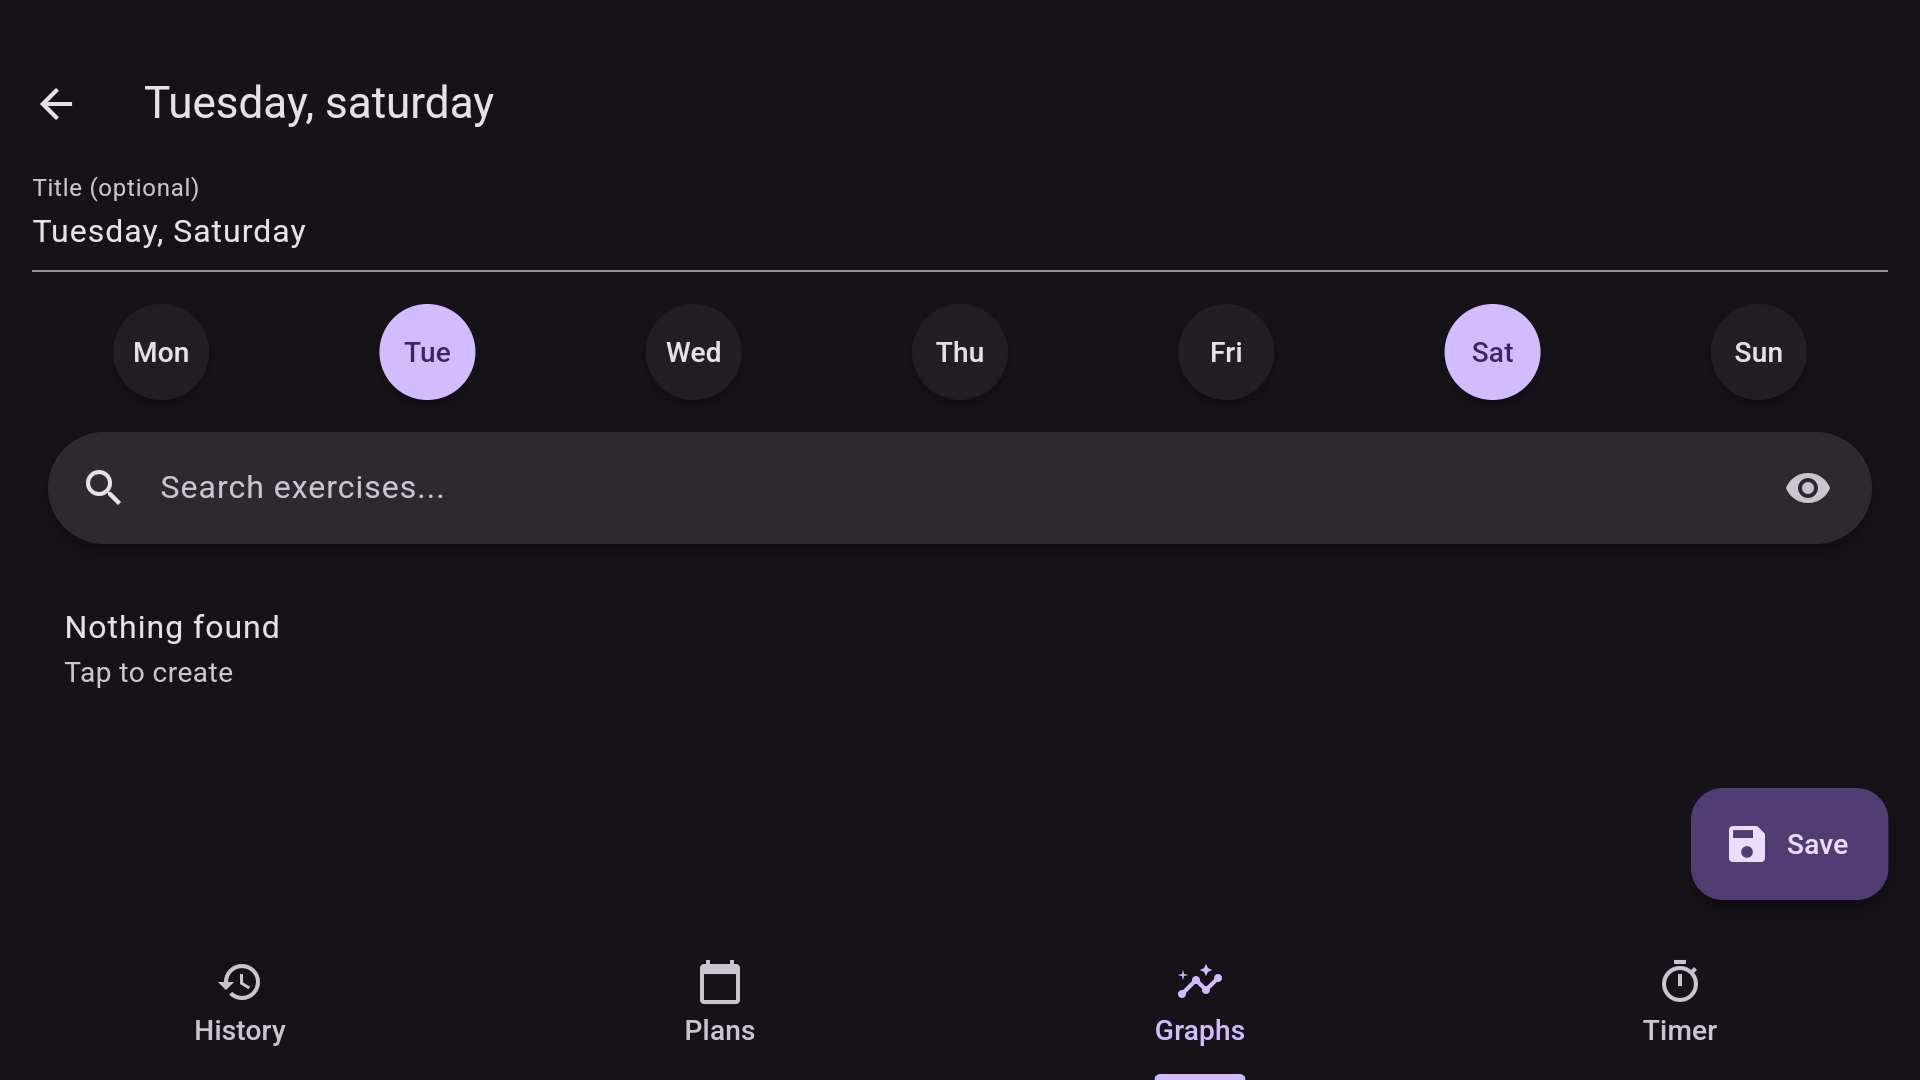 Tuesday, saturday
Title (optional)
Tuesday, Saturday
Mon
Tue
Wed
Thu
Fri
Sat
Sun
Search exercises...
Nothing found
Tap to create
Save
History
Plans
Graphs
Timer